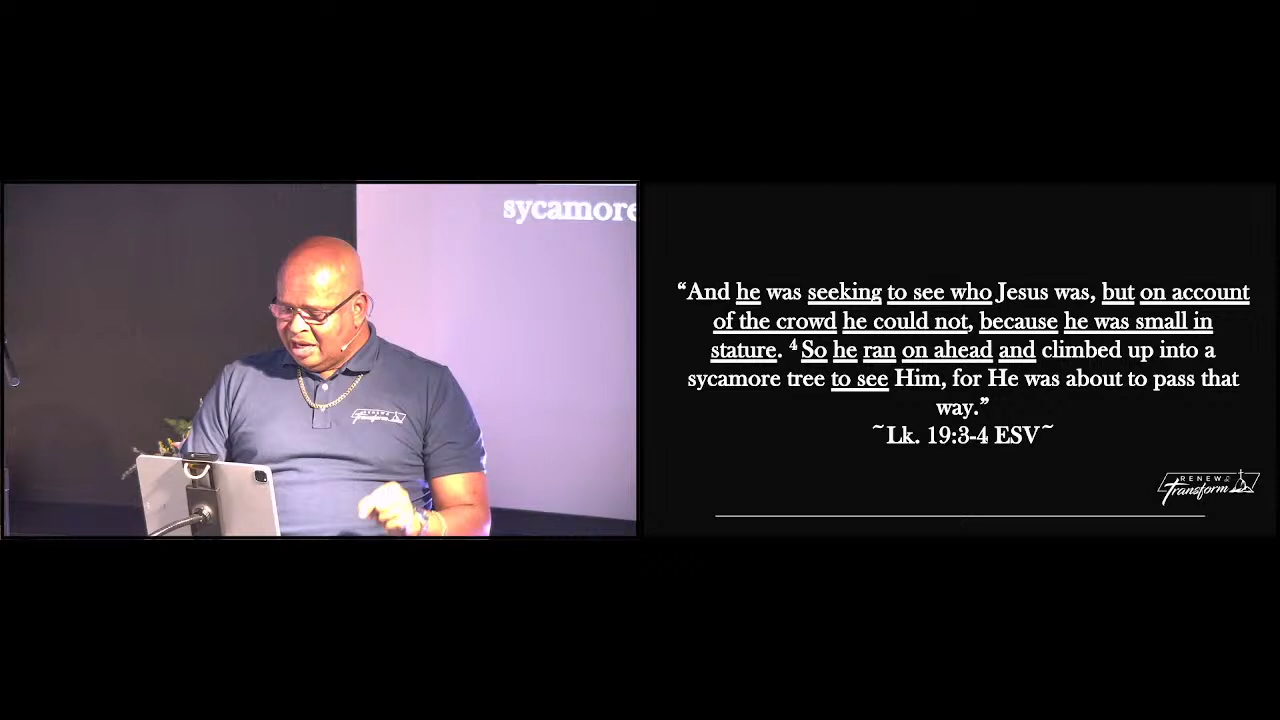 sycamore
“And he was seeking to see who Jesus was, but on account
of the crowd he could not, because he was small in
stature. ⁴ So he ran on ahead and climbed up into a
sycamore tree to see Him, for He was about to pass that
way.”
~Lk. 19:3-4 ESV~
RENEW &
Transform
RENEW &
Transform